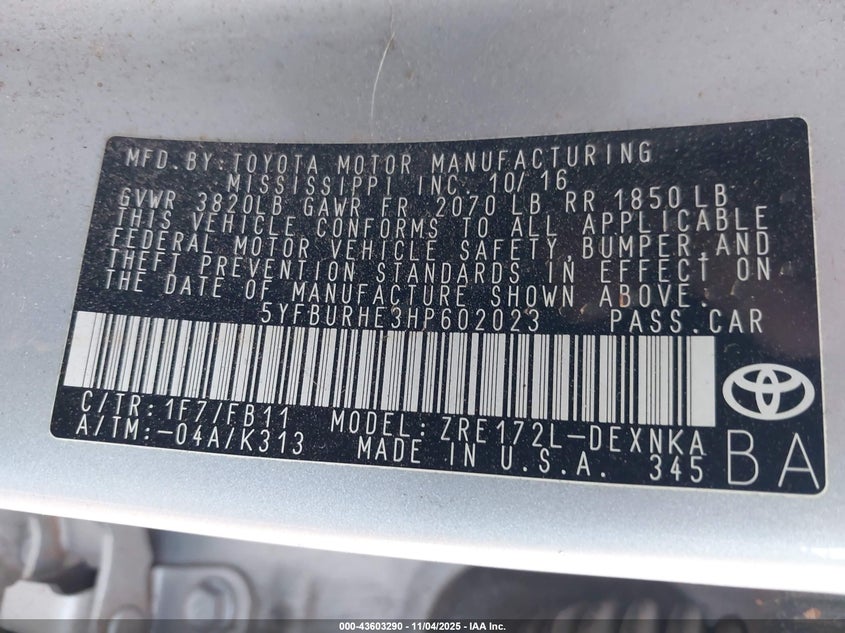 MFD. BY: TOYOTA MOTOR MANUFACTURING
MISSISSIPPI INC. 10/16
GVWR 3820LB GAWR FR 2070 LB RR 1850 LB
THIS VEHICLE CONFORMS TO ALL APPLICABLE
FEDERAL MOTOR VEHICLE SAFETY, BUMPER, AND
THEFT PREVENTION STANDARDS IN EFFECT ON
THE DATE OF MANUFACTURE SHOWN ABOVE.
5YFBURHE3HP602023 PASS. CAR
C/TR: 1F7/FB11 MODEL: ZRE172L-DEXNKA
A/TM: -04A/K313 MADE IN U.S.A. 345
BA
000-43603290 - 11/04/2025 - IAA Inc.